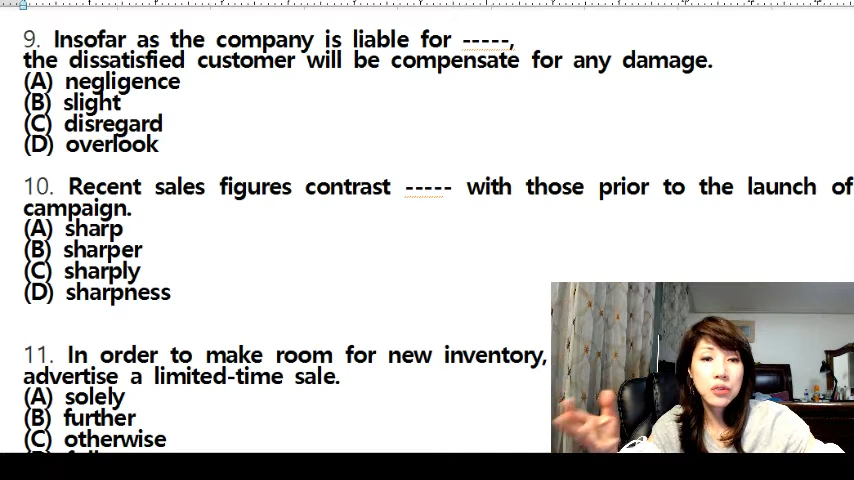 9. Insofar as the company is liable for -----,
the dissatisfied customer will be compensate for any damage.
(A) negligence
(B) slight
(C) disregard
(D) overlook
10. Recent sales figures contrast ----- with those prior to the launch of
campaign.
(A) sharp
(B) sharper
(C) sharply
(D) sharpness
11. In order to make room for new inventory,
advertise a limited-time sale.
(A) solely
(B) further
(C) otherwise